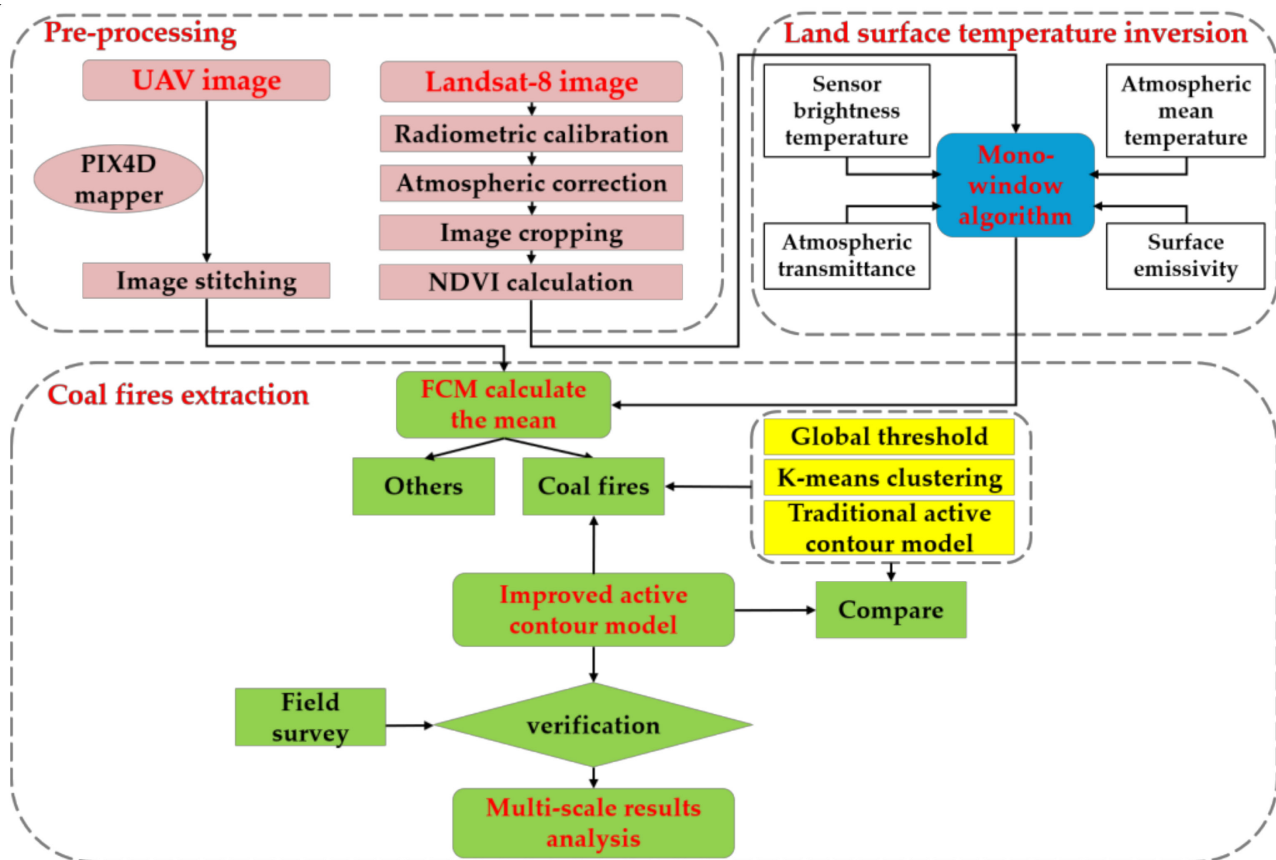 Pre-processing
UAV image
PIX4D
mapper
Image stitching
Landsat-8 image
Radiometric calibration
Atmospheric correction
Image cropping
NDVI calculation
Land surface temperature inversion
Sensor
brightness
temperature
Atmospheric
mean
temperature
Mono-
window
algorithm
Atmospheric
transmittance
Surface
emissivity
Coal fires extraction
FCM calculate
the mean
Others
Coal fires
Global threshold
K-means clustering
Traditional active
contour model
Improved active
contour model
Compare
Field
survey
verification
Multi-scale results
analysis